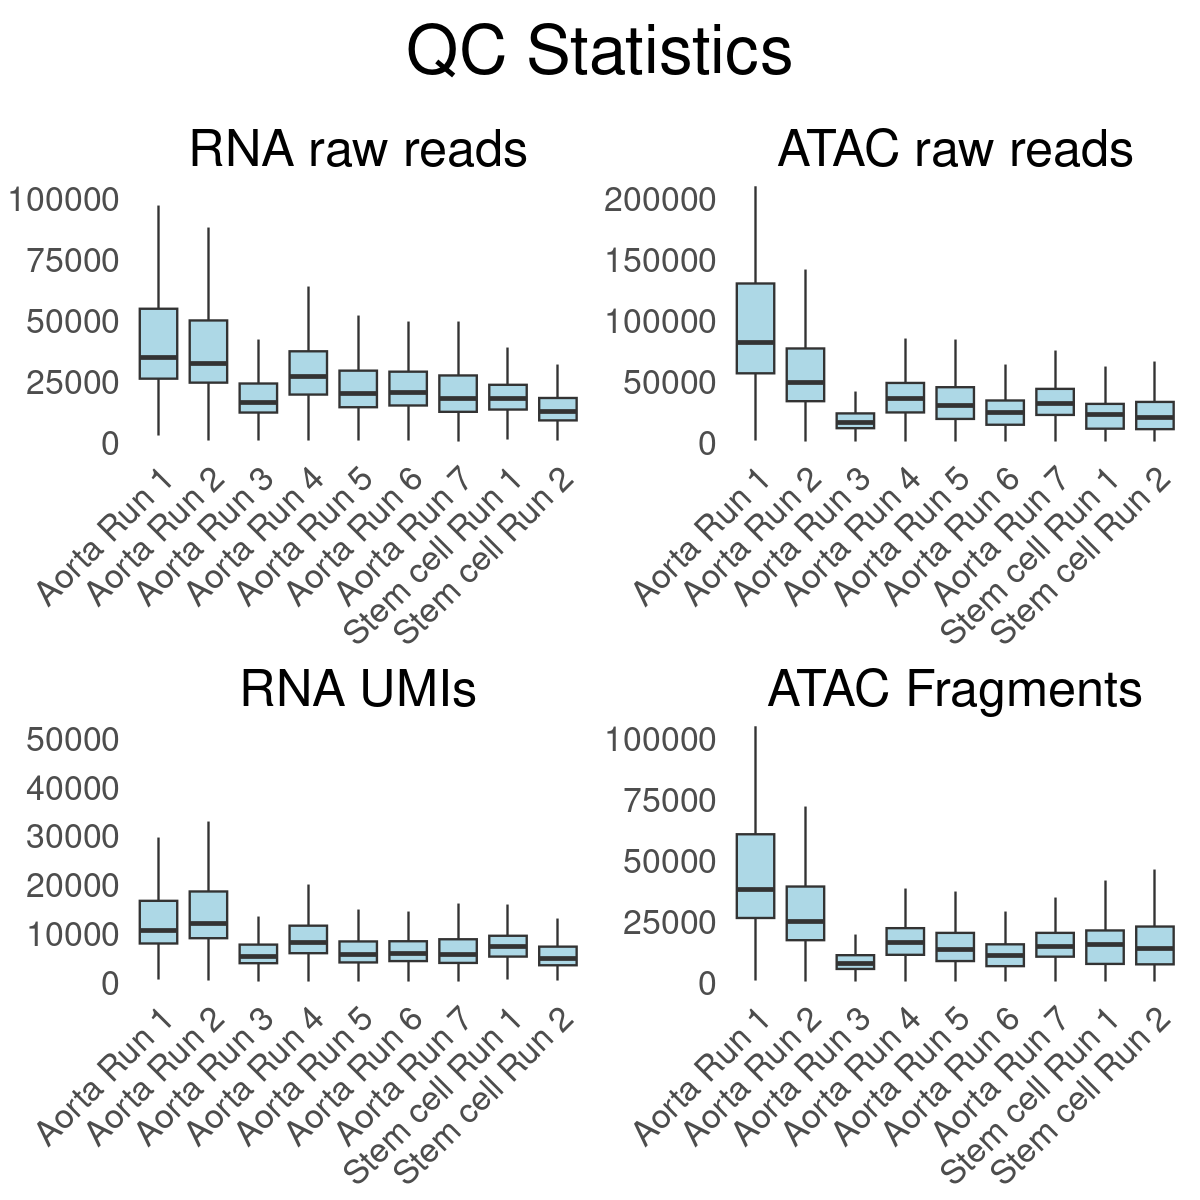 QC Statistics
RNA raw reads
100000
75000
50000
25000
0
Aorta Run 1
Aorta Run 2
Aorta Run 3
Aorta Run 4
Aorta Run 5
Aorta Run 6
Aorta Run 7
Stem cell Run 1
Stem cell Run 2
ATAC raw reads
200000
150000
100000
50000
0
Aorta Run 1
Aorta Run 2
Aorta Run 3
Aorta Run 4
Aorta Run 5
Aorta Run 6
Aorta Run 7
Stem cell Run 1
Stem cell Run 2
RNA UMIs
50000
40000
30000
20000
10000
0
Aorta Run 1
Aorta Run 2
Aorta Run 3
Aorta Run 4
Aorta Run 5
Aorta Run 6
Aorta Run 7
Stem cell Run 1
Stem cell Run 2
ATAC Fragments
100000
75000
50000
25000
0
Aorta Run 1
Aorta Run 2
Aorta Run 3
Aorta Run 4
Aorta Run 5
Aorta Run 6
Aorta Run 7
Stem cell Run 1
Stem cell Run 2